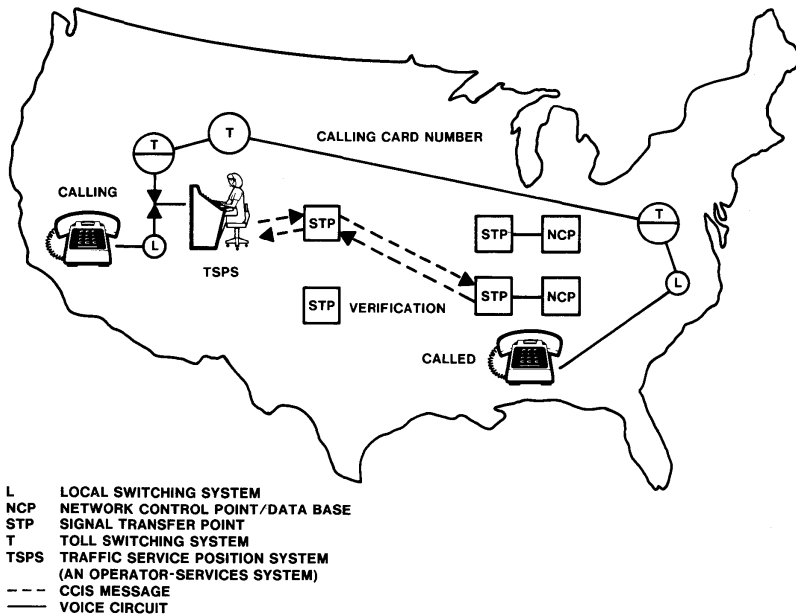 T
T
CALLING CARD NUMBER
CALLING
T
STP
STP
NCP
L
TSPS
STP
NCP
L
STP
VERIFICATION
CALLED
L LOCAL SWITCHING SYSTEM
NCP NETWORK CONTROL POINT/DATA BASE
STP SIGNAL TRANSFER POINT
T TOLL SWITCHING SYSTEM
TSPS TRAFFIC SERVICE POSITION SYSTEM
(AN OPERATOR-SERVICES SYSTEM)
--- CCIS MESSAGE
— VOICE CIRCUIT